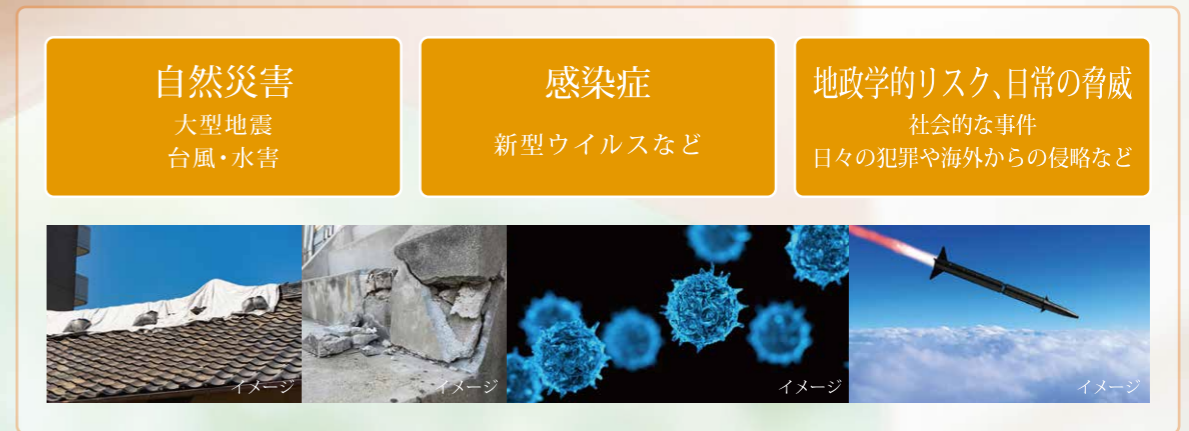 自然災害
大型地震
台風・水害
感染症
新型ウイルスなど
地政学的リスク、日常の脅威
社会的な事件
日々の犯罪や海外からの侵略など
イメージ
イメージ
イメージ
イメージ